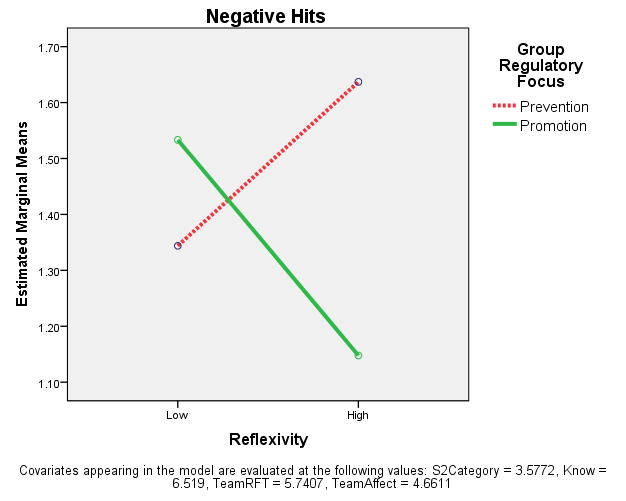 Negative Hits
Estimated Marginal Means
1.70
1.60
1.50
1.40
1.30
1.20
1.10
Low
High
Reflexivity
Group
Regulatory
Focus
Prevention
Promotion
Covariates appearing in the model are evaluated at the following values: S2Category = 3.5772, Know =
6.519, TeamRFT = 5.7407, TeamAffect = 4.6611